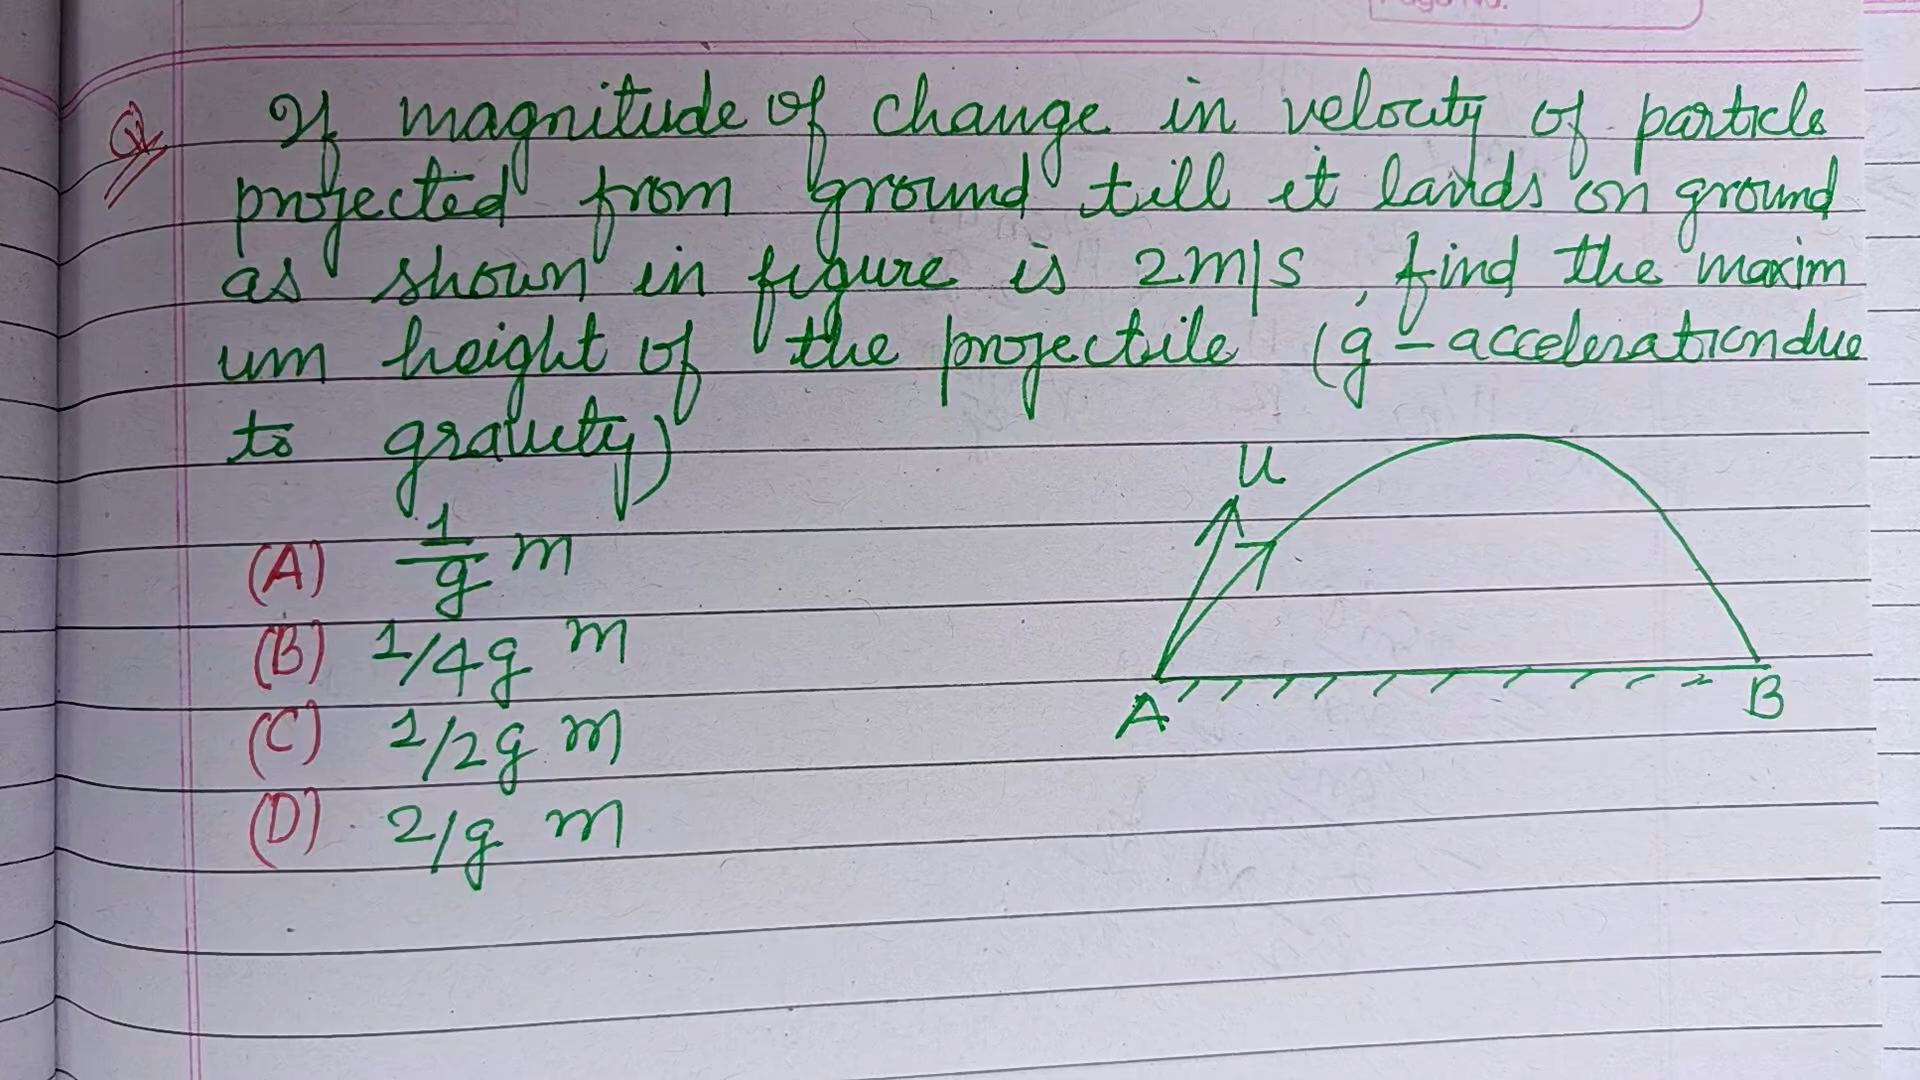 Q
If magnitude of change in velocity of particle
projected from ground till it lands on ground
as shown in figure is 2m/s, find the maxim
um height of the projectile (g - acceleration due
to gravity)
U
(A) 1/g m
(B) 1/4g m
(C) 1/2g m
A B
(D) 2/g m